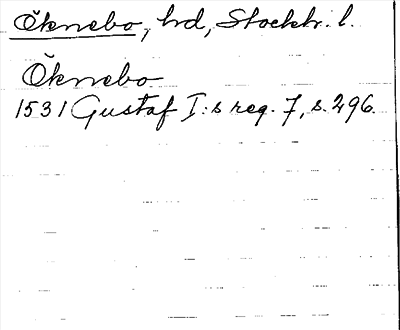 Öknebo, hd, Stockh. l.
Öknebo
1531 Gustaf I:s reg. 7, s. 296.